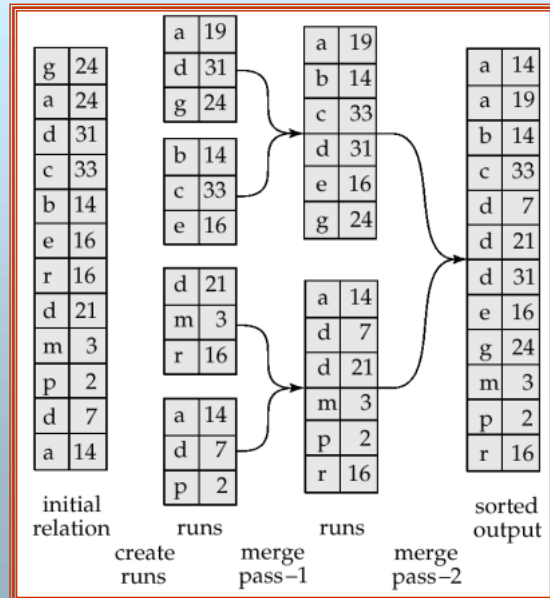 g 24
a 24
d 31
c 33
b 14
e 16
r 16
d 21
m 3
p 2
d 7
a 14
initial
relation
a 19
d 31
g 24
b 14
c 33
e 16
d 21
m 3
r 16
a 14
d 7
p 2
runs
create
runs
a 19
b 14
c 33
d 31
e 16
g 24
a 14
d 7
d 21
m 3
p 2
r 16
runs
merge
pass–1
a 14
a 19
b 14
c 33
d 7
d 21
d 31
e 16
g 24
m 3
p 2
r 16
sorted
output
merge
pass–2